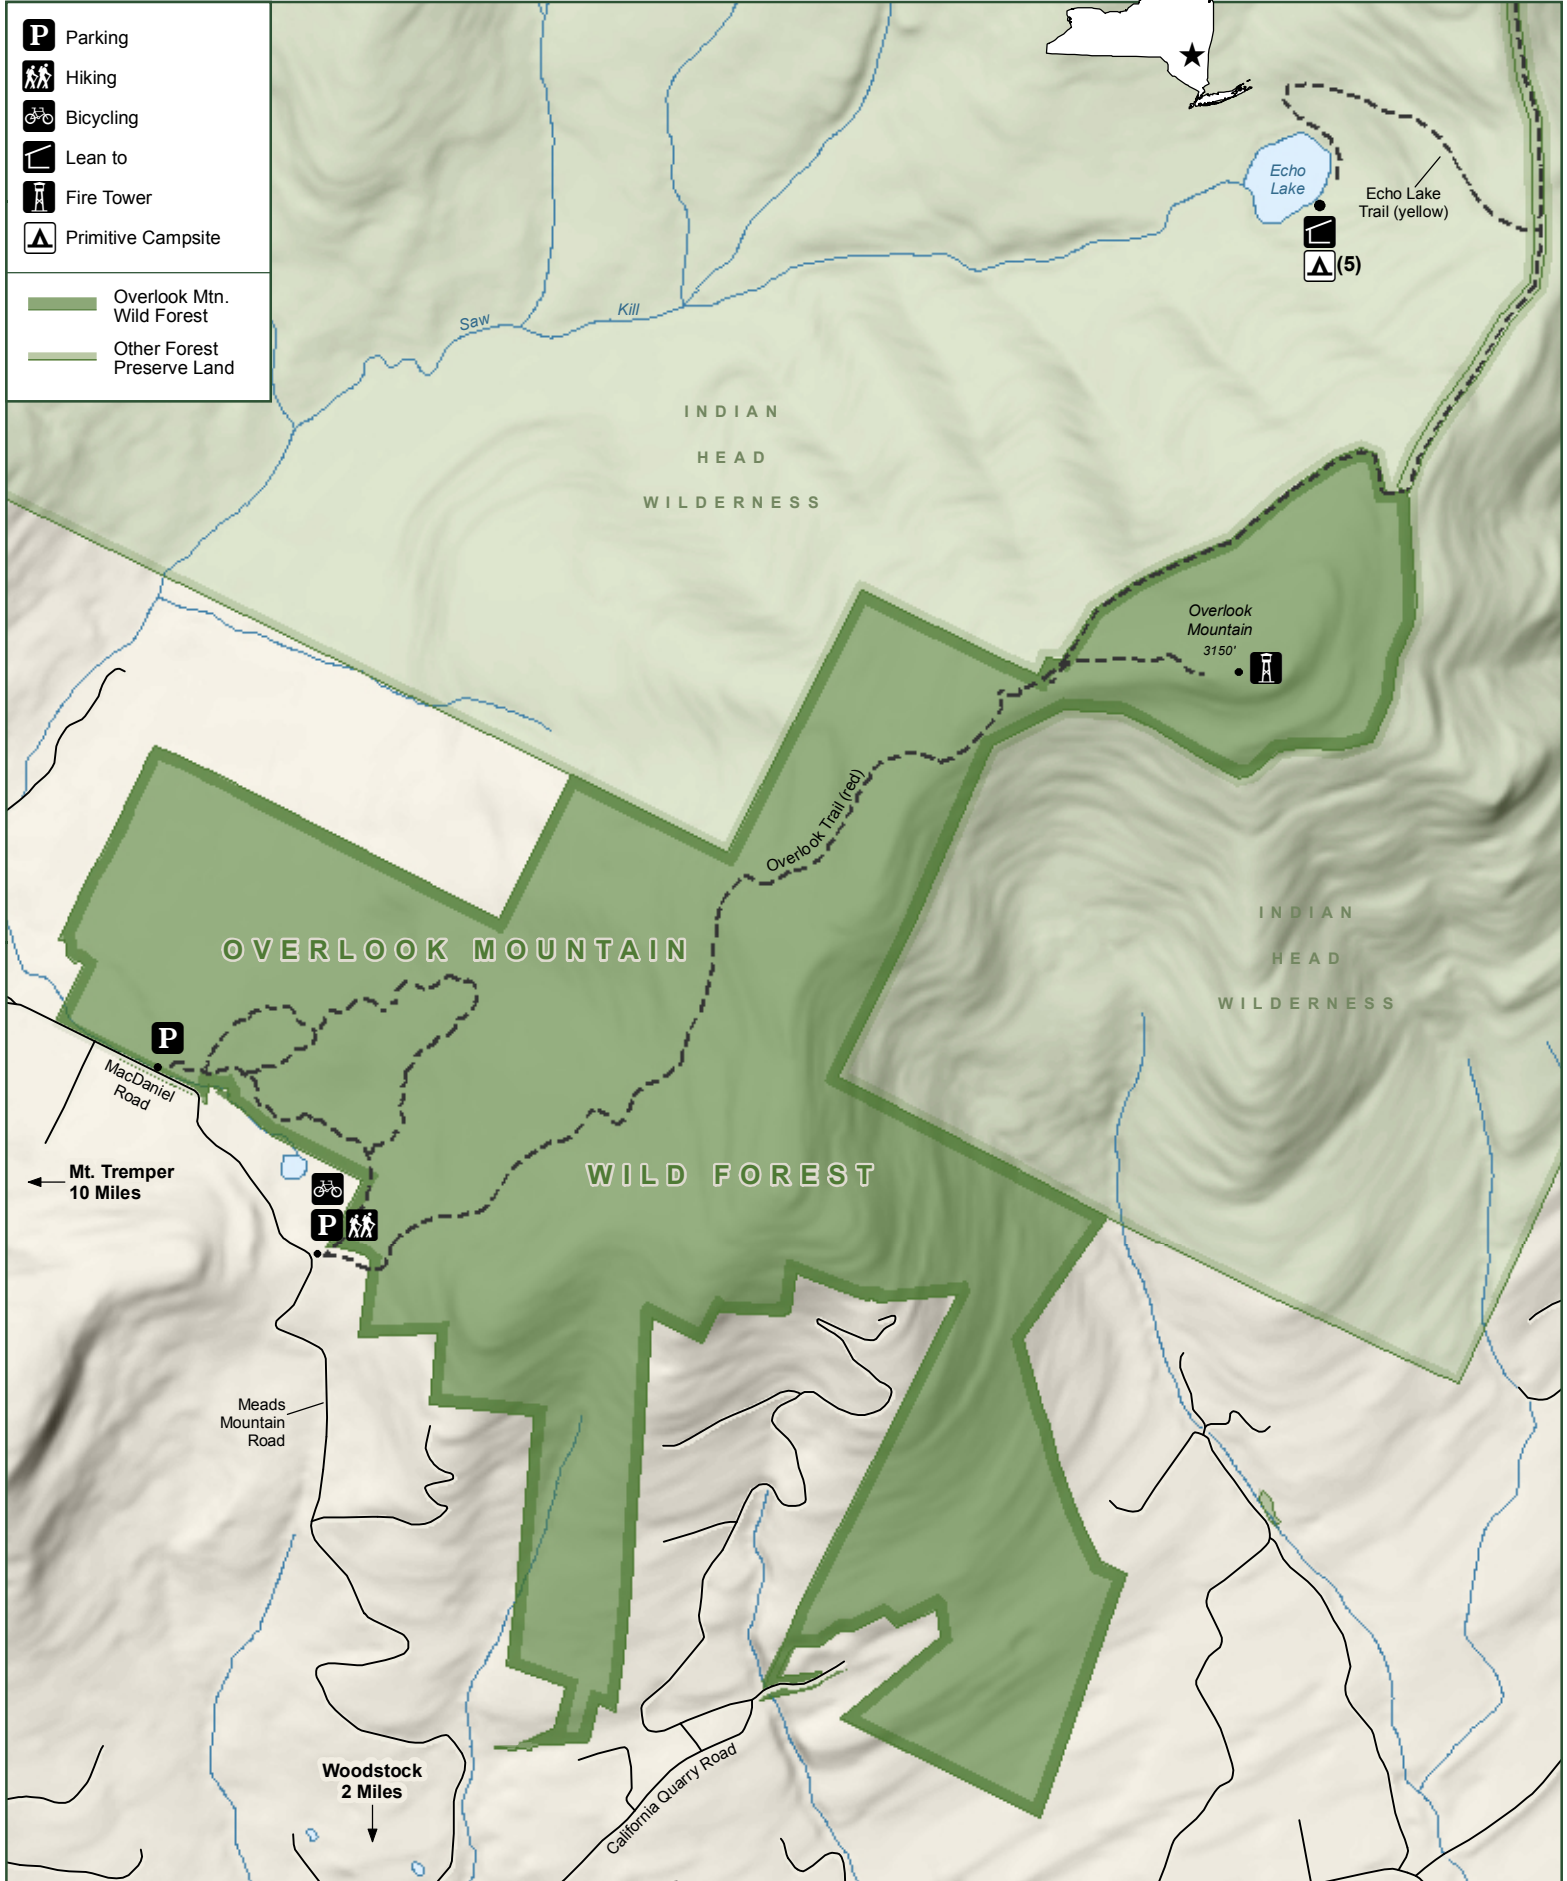 P Parking
Hiking
Bicycling
Lean to
Fire Tower
Primitive Campsite
Overlook Mtn.
Wild Forest
Other Forest
Preserve Land
Echo
Lake
Echo Lake
Trail (yellow)
(5)
Saw
Kill
INDIAN
HEAD
WILDERNESS
Overlook
Mountain
3150'
Overlook Trail (red)
INDIAN
HEAD
WILDERNESS
OVERLOOK MOUNTAIN
P
MacDaniel
Road
WILD FOREST
Mt. Tremper
10 Miles
P
Meads
Mountain
Road
Woodstock
2 Miles
California Quarry Road